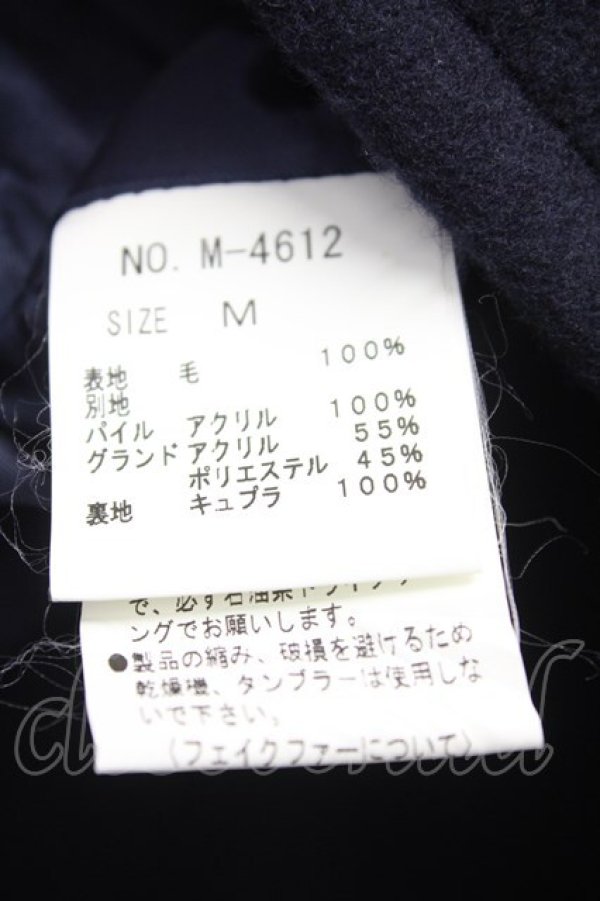 NO. M-4612
SIZE M
表地 毛 100%
別地
パイル アクリル 100%
グランド アクリル 55%
ポリエステル 45%
裏地 キュプラ 100%
で、必ず石油系ドライクリ
ングでお願いします。
●製品の縮み、破損を避けるため
乾燥機、タンブラーは使用しな
いで下さい。
(フェイクファーについて)
closetchild